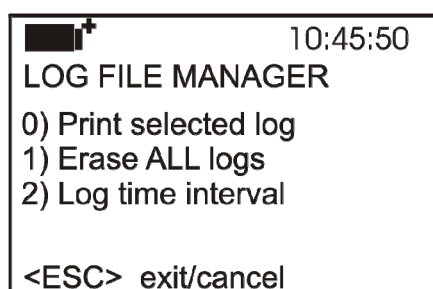 10:45:50
LOG FILE MANAGER
0) Print selected log
1) Erase ALL logs
2) Log time interval
<ESC> exit/cancel